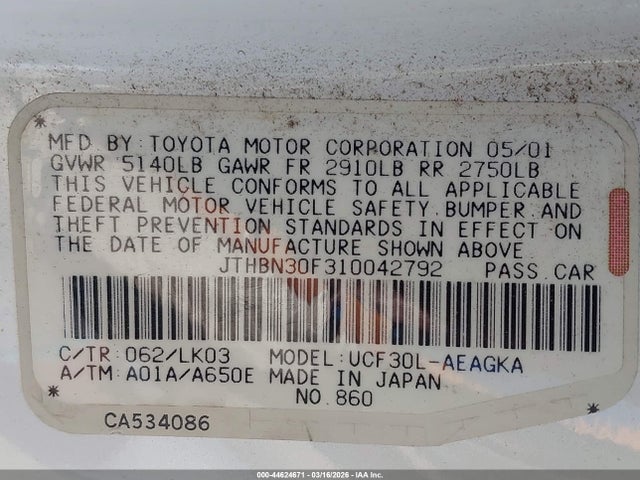 MFD BY: TOYOTA MOTOR CORPORATION 05/01
GVWR 5140LB GAWR FR 2910LB RR 2750LB
THIS VEHICLE CONFORMS TO ALL APPLICABLE
FEDERAL MOTOR VEHICLE SAFETY, BUMPER, AND
THEFT PREVENTION STANDARDS IN EFFECT ON
THE DATE OF MANUFACTURE SHOWN ABOVE.
JTHBN30F310042792 PASS. CAR
C/TR: 062/LK03 MODEL: UCF30L-AEAGKA
A/TM: A01A/A650E MADE IN JAPAN
NO. 860
CA534086
000-44624671 - 03/16/2026 - IAA Inc.